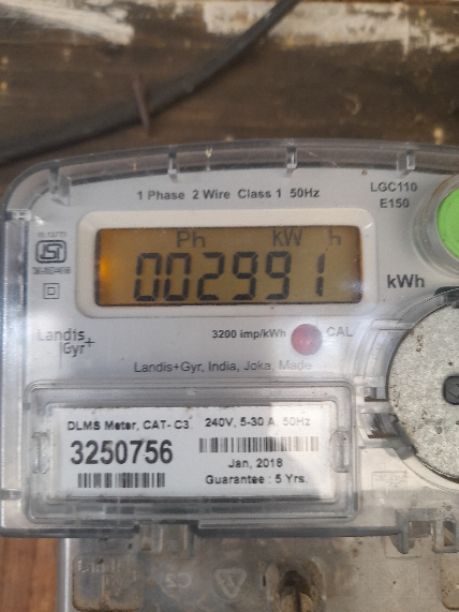 1 Phase 2 Wire Class 1 50Hz
LGC110
E150
Ph kW h
002991
kWh
ISI
Landis
Gyr+
3200 imp/kWh
CAL
Landis+Gyr, India, Joka, Made
DLMS Meter, CAT- C3
240V, 5-30 A, 50Hz
3250756
Jan, 2018
Guarantee : 5 Yrs.